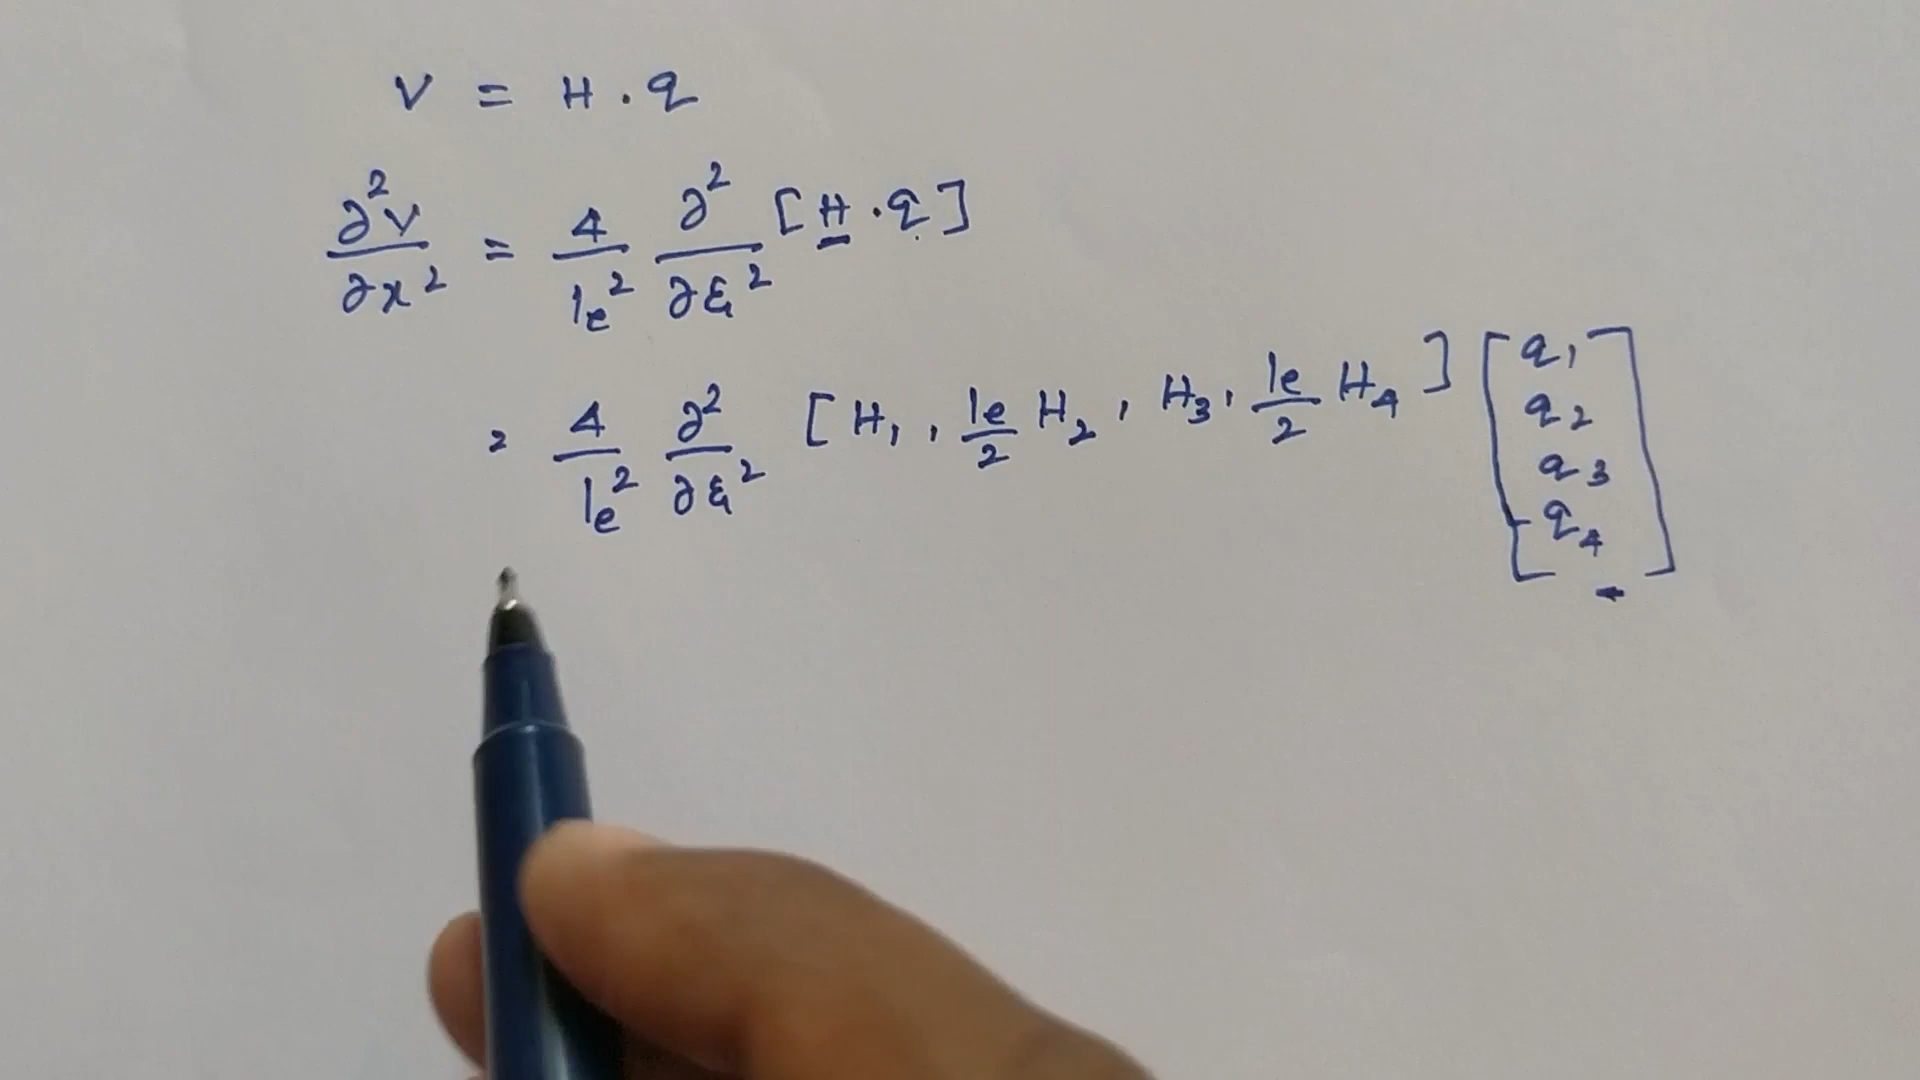 V = H . q
∂²v/∂x² = 4/le² ∂²/∂ξ² [H . q]
= 4/le² ∂²/∂ξ² [H₁, le/2 H₂, H₃, le/2 H₄] [q₁ q₂ q₃ q₄]